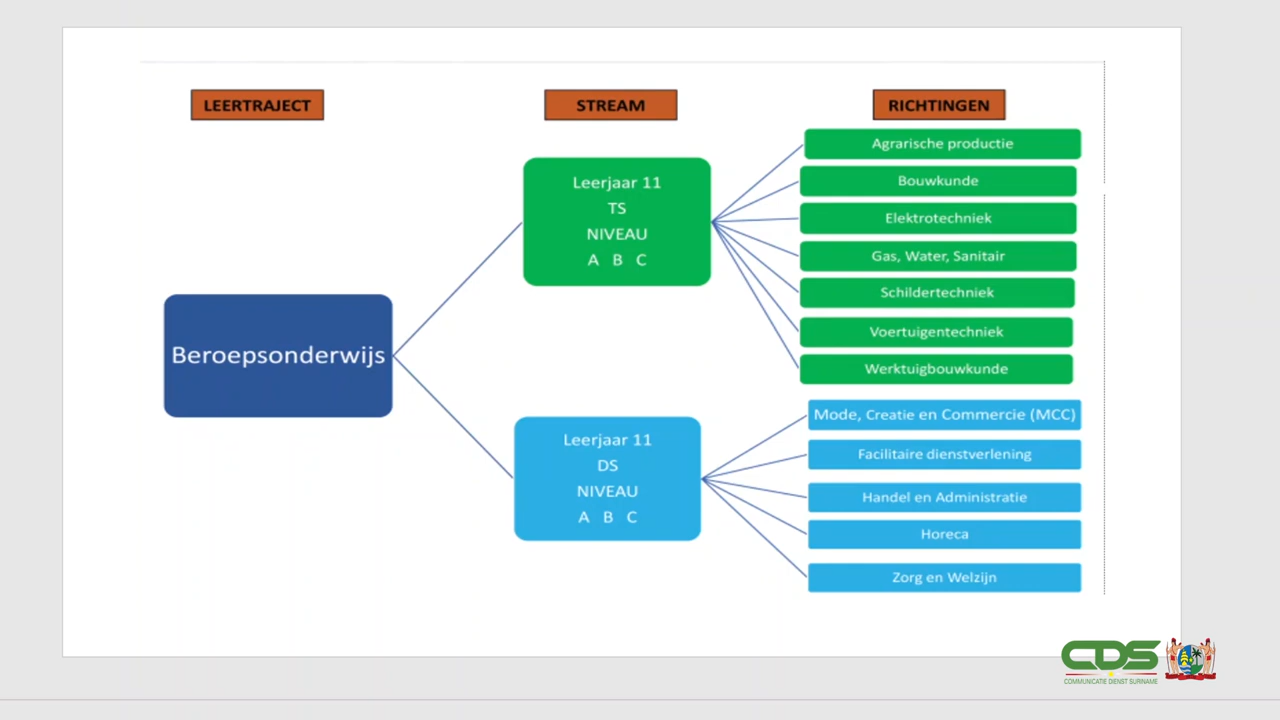 LEERTRAJECT
STREAM
RICHTINGEN
Beroepsonderwijs
Leerjaar 11
TS
NIVEAU
A B C
Agrarische productie
Bouwkunde
Elektrotechniek
Gas, Water, Sanitair
Schildertechniek
Voertuigentechniek
Werktuigbouwkunde
Leerjaar 11
DS
NIVEAU
A B C
Mode, Creatie en Commercie (MCC)
Facilitaire dienstverlening
Handel en Administratie
Horeca
Zorg en Welzijn
CDS
COMMUNICATIE DIENST SURINAME